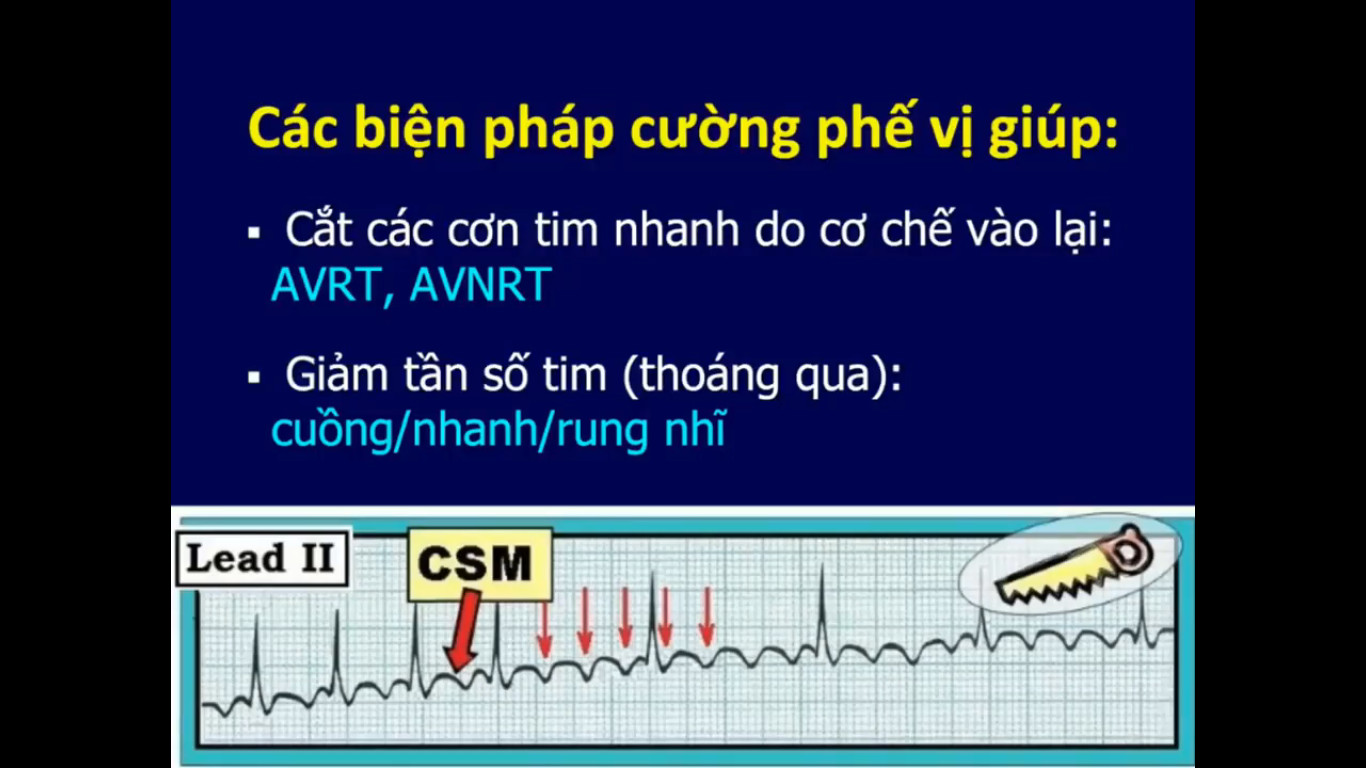 Các biện pháp cường phế vị giúp:
▪ Cắt các cơn tim nhanh do cơ chế vào lại:
AVRT, AVNRT
▪ Giảm tần số tim (thoáng qua):
cuồng/nhanh/rung nhĩ
Lead II
CSM